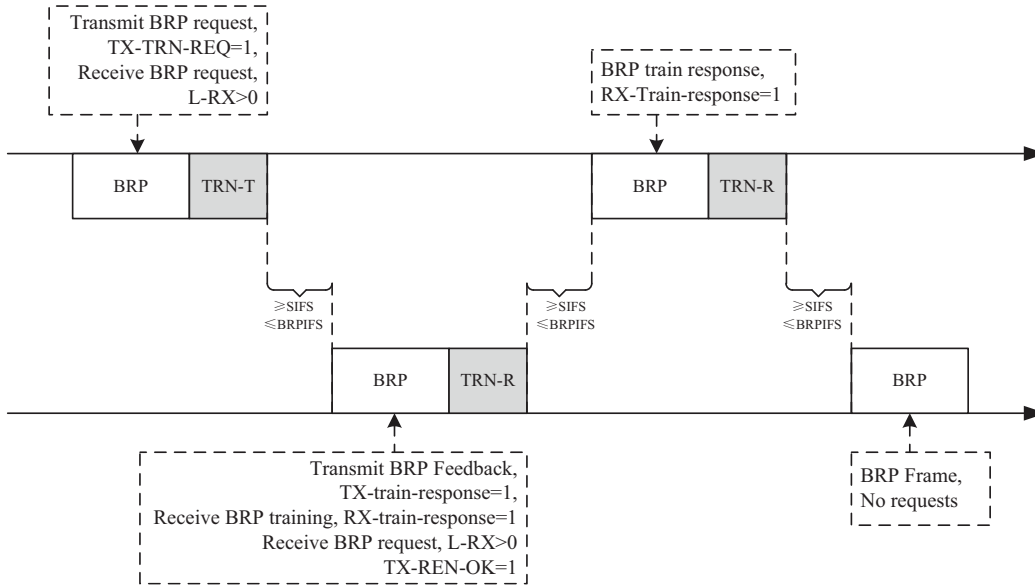 Transmit BRP request,
TX-TRN-REQ=1,
Receive BRP request,
L-RX>0
BRP train response,
RX-Train-response=1
BRP
TRN-T
BRP
TRN-R
≥SIFS
≤BRPIFS
≥SIFS
≤BRPIFS
≥SIFS
≤BRPIFS
BRP
TRN-R
BRP
Transmit BRP Feedback,
TX-train-response=1,
Receive BRP training, RX-train-response=1
Receive BRP request, L-RX>0
TX-REN-OK=1
BRP Frame,
No requests